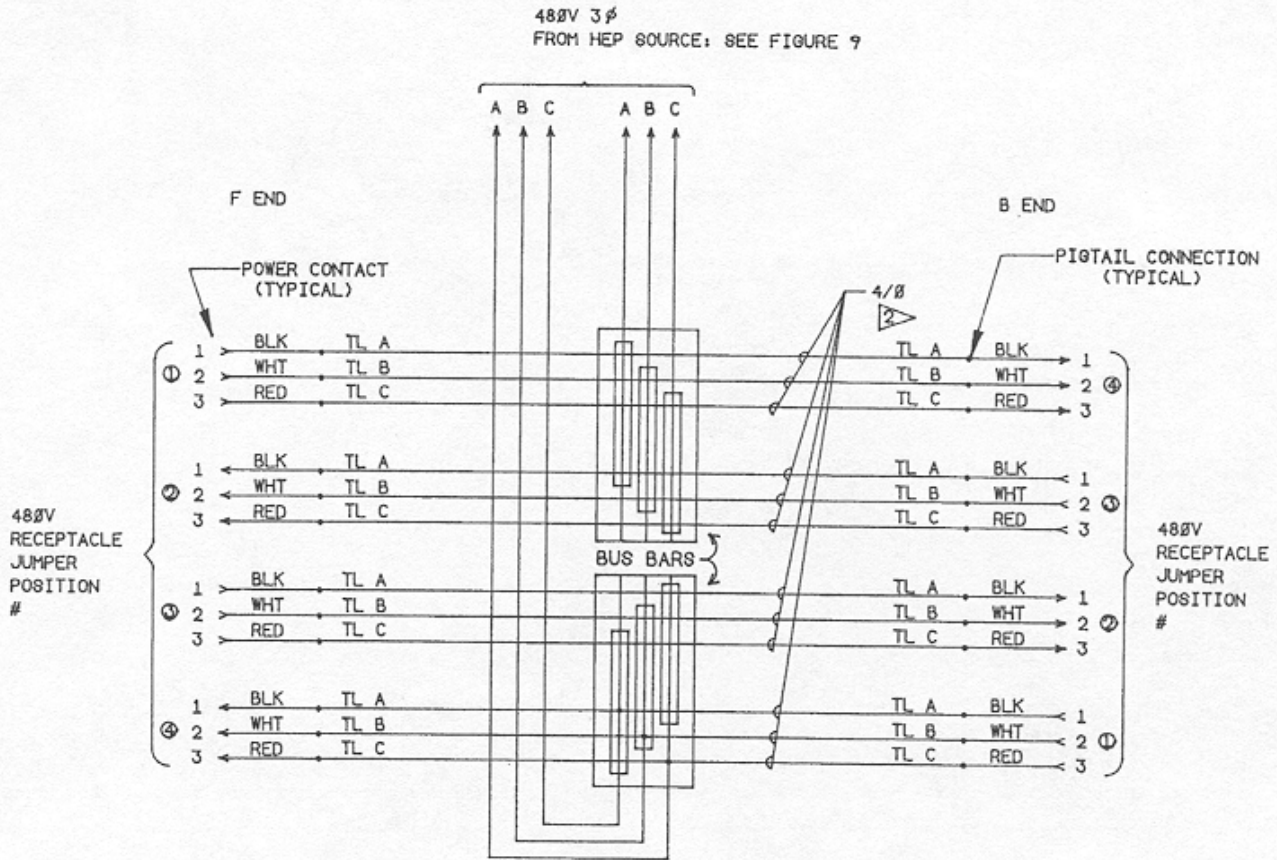 480V 3φ
FROM HEP SOURCE: SEE FIGURE 9
A B C A B C
F END
B END
POWER CONTACT
(TYPICAL)
PIGTAIL CONNECTION
(TYPICAL)
4/0
2
1 BLK TL A TL A BLK 1
① 2 WHT TL B TL B WHT 2 ④
3 RED TL C TL C RED 3
1 BLK TL A TL A BLK 1
② 2 WHT TL B TL B WHT 2 ③
3 RED TL C TL C RED 3
480V
RECEPTACLE
JUMPER
POSITION
#
BUS BARS
480V
RECEPTACLE
JUMPER
POSITION
#
1 BLK TL A TL A BLK 1
③ 2 WHT TL B TL B WHT 2 ②
3 RED TL C TL C RED 3
1 BLK TL A TL A BLK 1
④ 2 WHT TL B TL B WHT 2 ①
3 RED TL C TL C RED 3